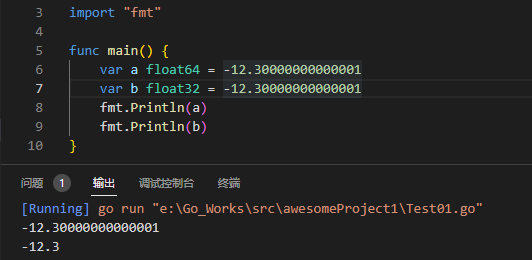 3 import "fmt"
4
5 func main() {
6 var a float64 = -12.30000000000001
7 var b float32 = -12.30000000000001
8 fmt.Println(a)
9 fmt.Println(b)
10 }
问题 1 输出 调试控制台 终端
[Running] go run "e:\Go_Works\src\awesomeProject1\Test01.go"
-12.30000000000001
-12.3